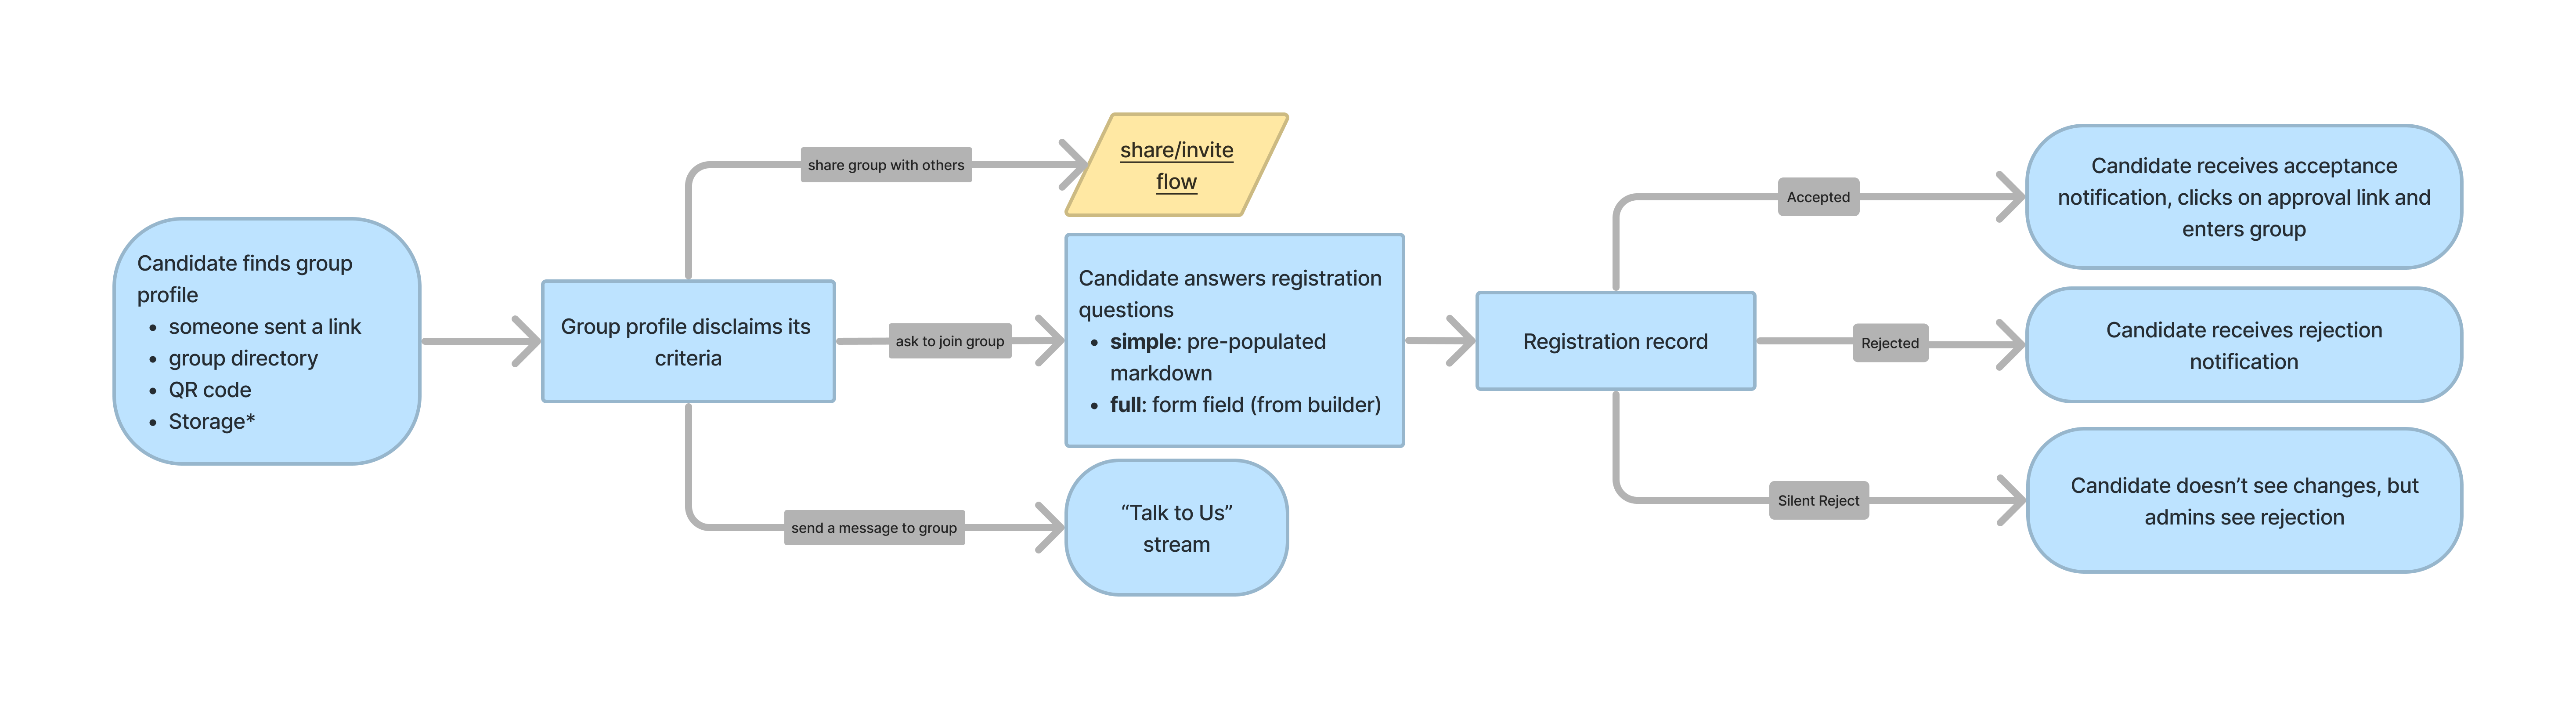 Candidate finds group
profile
• someone sent a link
• group directory
• QR code
• Storage*
Group profile disclaims its
criteria
share group with others
share/invite
flow
ask to join group
Candidate answers registration
questions
• simple: pre-populated
markdown
• full: form field (from builder)
send a message to group
“Talk to Us”
stream
Registration record
Accepted
Candidate receives acceptance
notification, clicks on approval link and
enters group
Rejected
Candidate receives rejection
notification
Silent Reject
Candidate doesn’t see changes, but
admins see rejection